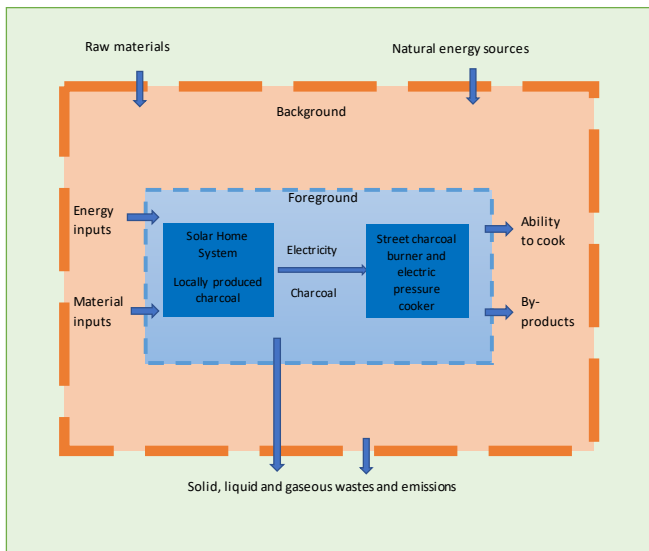 Raw materials
Natural energy sources
Background
Foreground
Energy
inputs
Material
inputs
Solar Home
System
Locally produced
charcoal
Electricity
Charcoal
Street charcoal
burner and
electric
pressure
cooker
Ability
to cook
By-
products
Solid, liquid and gaseous wastes and emissions